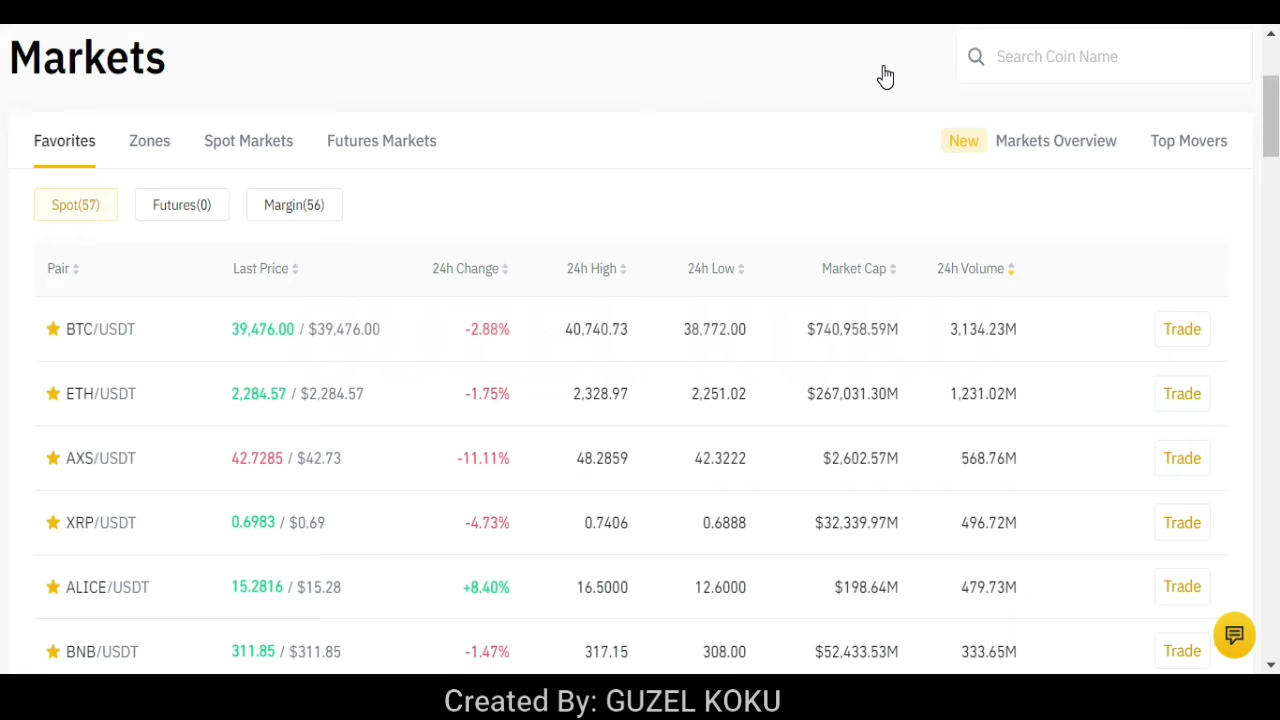 Markets
Search Coin Name
Favorites Zones Spot Markets Futures Markets New Markets Overview Top Movers
Spot(57) Futures(0) Margin(56)
Pair Last Price 24h Change 24h High 24h Low Market Cap 24h Volume
BTC/USDT 39,476.00 / $39,476.00 -2.88% 40,740.73 38,772.00 $740,958.59M 3,134.23M Trade
ETH/USDT 2,284.57 / $2,284.57 -1.75% 2,328.97 2,251.02 $267,031.30M 1,231.02M Trade
AXS/USDT 42.7285 / $42.73 -11.11% 48.2859 42.3222 $2,602.57M 568.76M Trade
XRP/USDT 0.6983 / $0.69 -4.73% 0.7406 0.6888 $32,339.97M 496.72M Trade
ALICE/USDT 15.2816 / $15.28 +8.40% 16.5000 12.6000 $198.64M 479.73M Trade
BNB/USDT 311.85 / $311.85 -1.47% 317.15 308.00 $52,433.53M 333.65M Trade
Created By: GUZEL KOKU